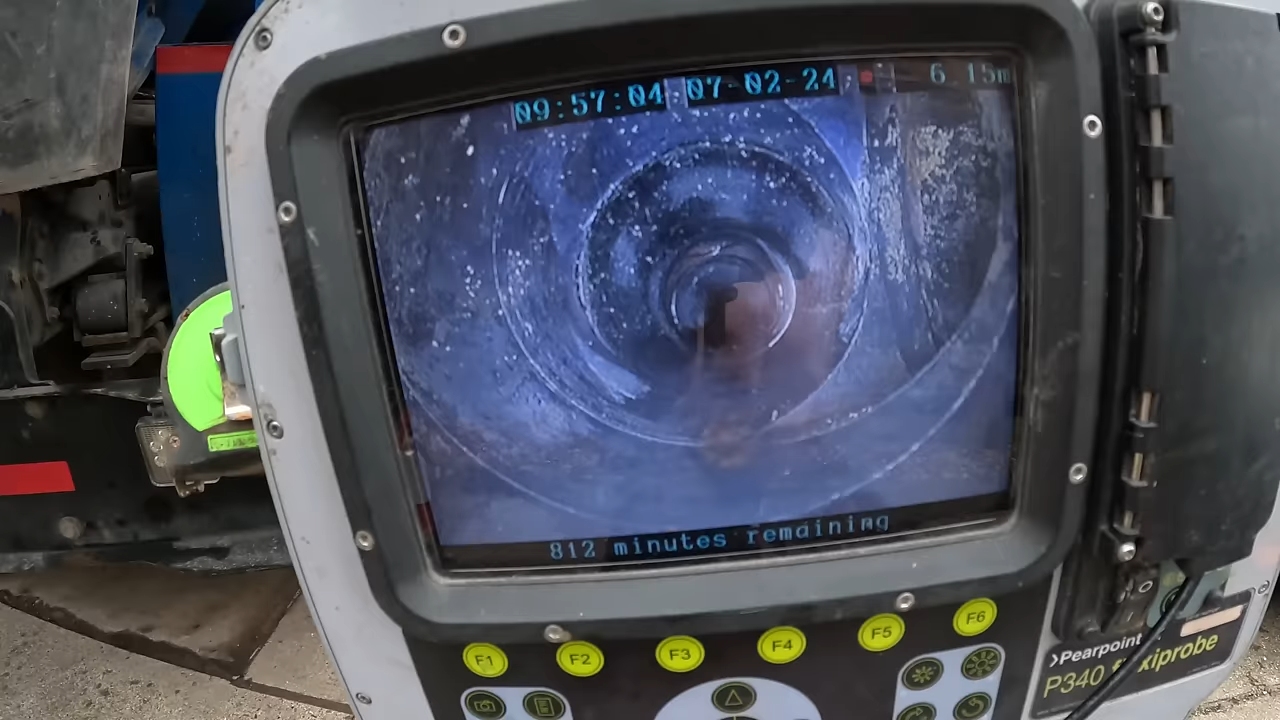 09:57:04 07-02-24 6.15m
812 minutes remaining
F1 F2 F3 F4 F5 F6
Pearpoint
P340